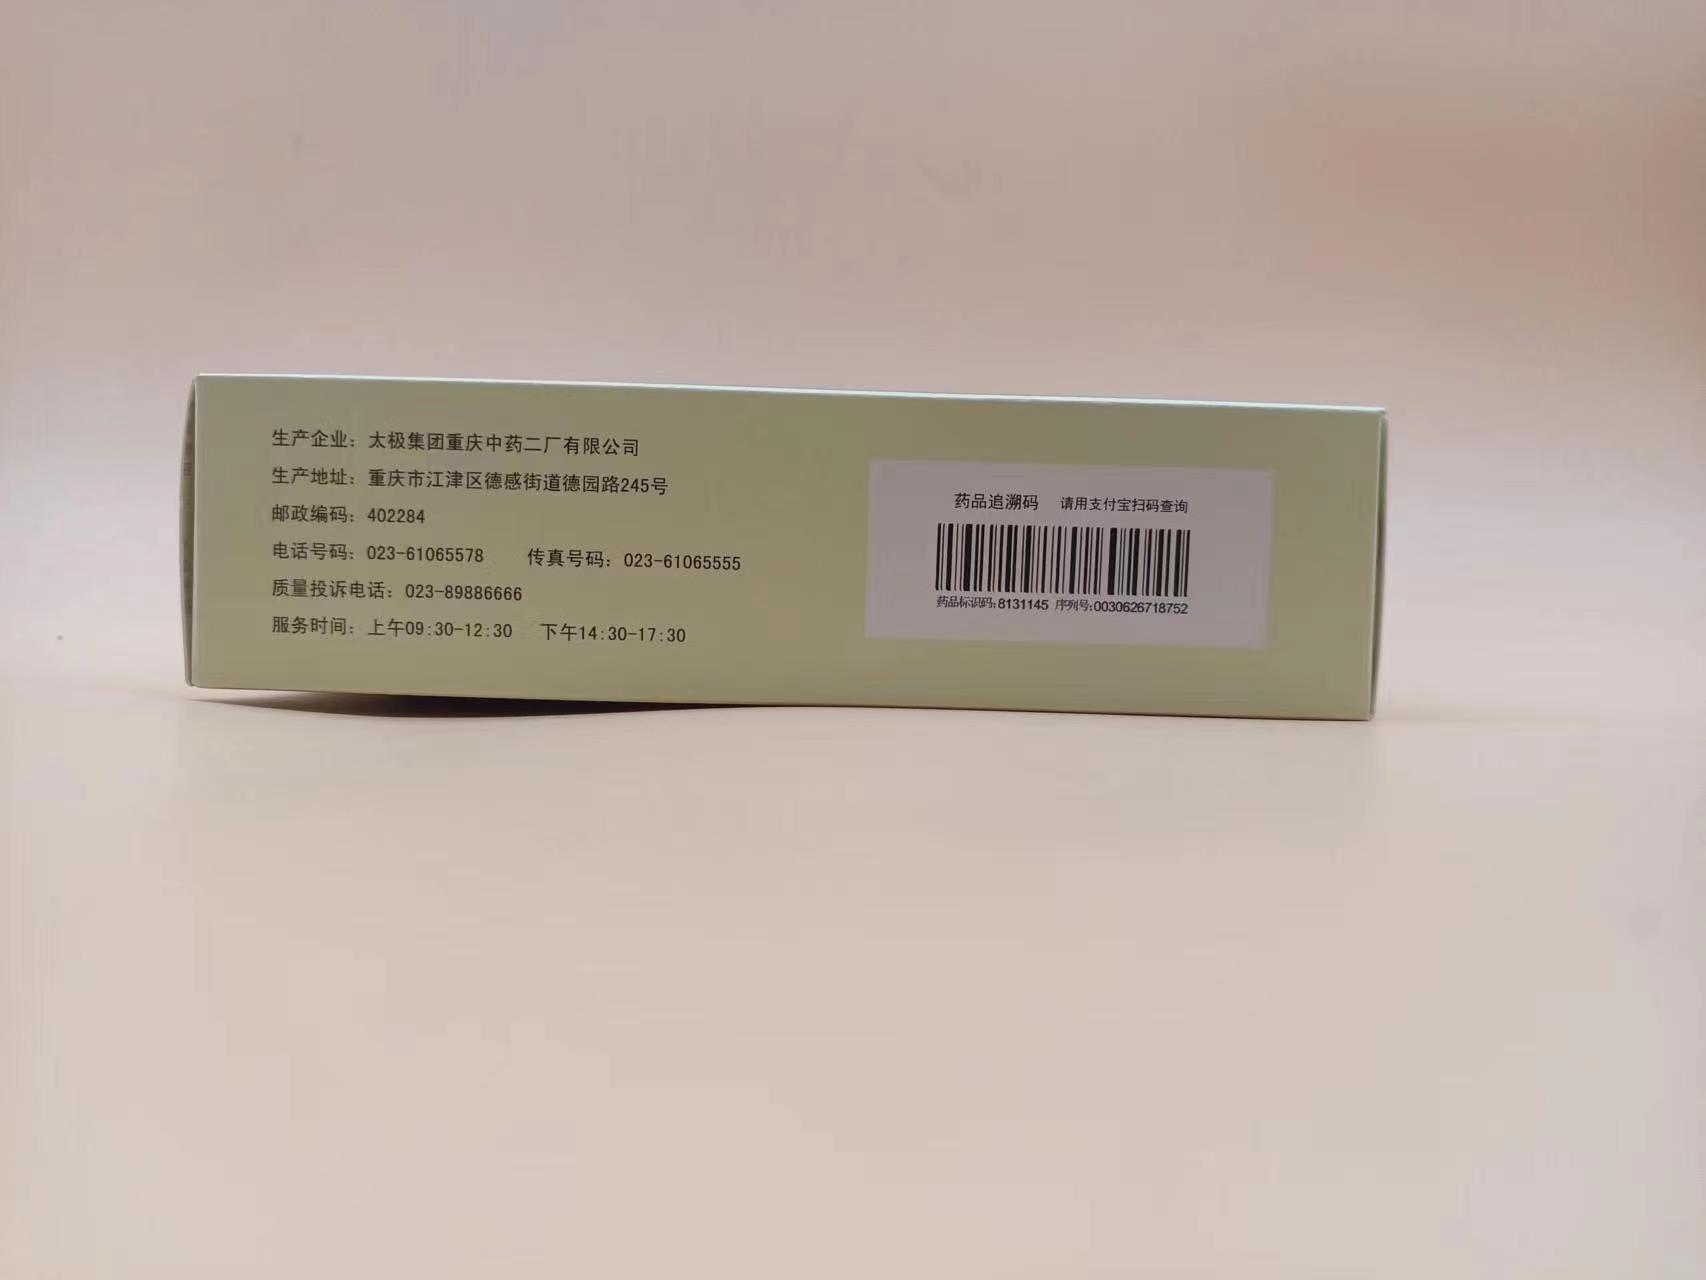 生产企业：太极集团重庆中药二厂有限公司
生产地址：重庆市江津区德感街道德园路245号
邮政编码：402284
电话号码：023-61065578 传真号码：023-61065555
质量投诉电话：023-89886666
服务时间：上午09:30-12:30 下午14:30-17:30
药品追溯码 请用支付宝扫码查询
药品标识码:8131145 序列号:0030626718752